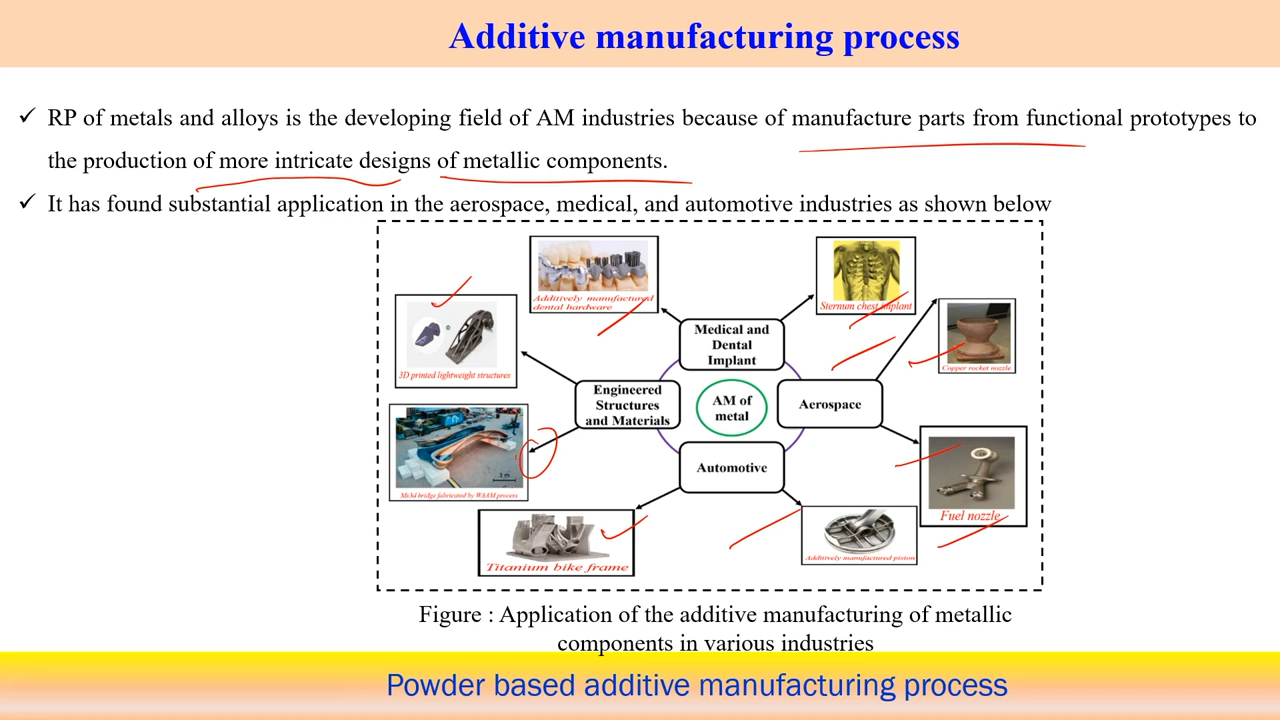 Additive manufacturing process
✓ RP of metals and alloys is the developing field of AM industries because of manufacture parts from functional prototypes to
the production of more intricate designs of metallic components.
✓ It has found substantial application in the aerospace, medical, and automotive industries as shown below
Additively manufactured
dental hardware
Sternum chest implant
3D printed lightweight structures
Medical and
Dental
Implant
Copper rocket nozzle
Engineered
Structures
and Materials
AM of
metal
Aerospace
Mx3d bridge fabricated by WAAM process
2 m
Automotive
Fuel nozzle
Titanium bike frame
Additively manufactured piston
Figure : Application of the additive manufacturing of metallic
components in various industries
Powder based additive manufacturing process